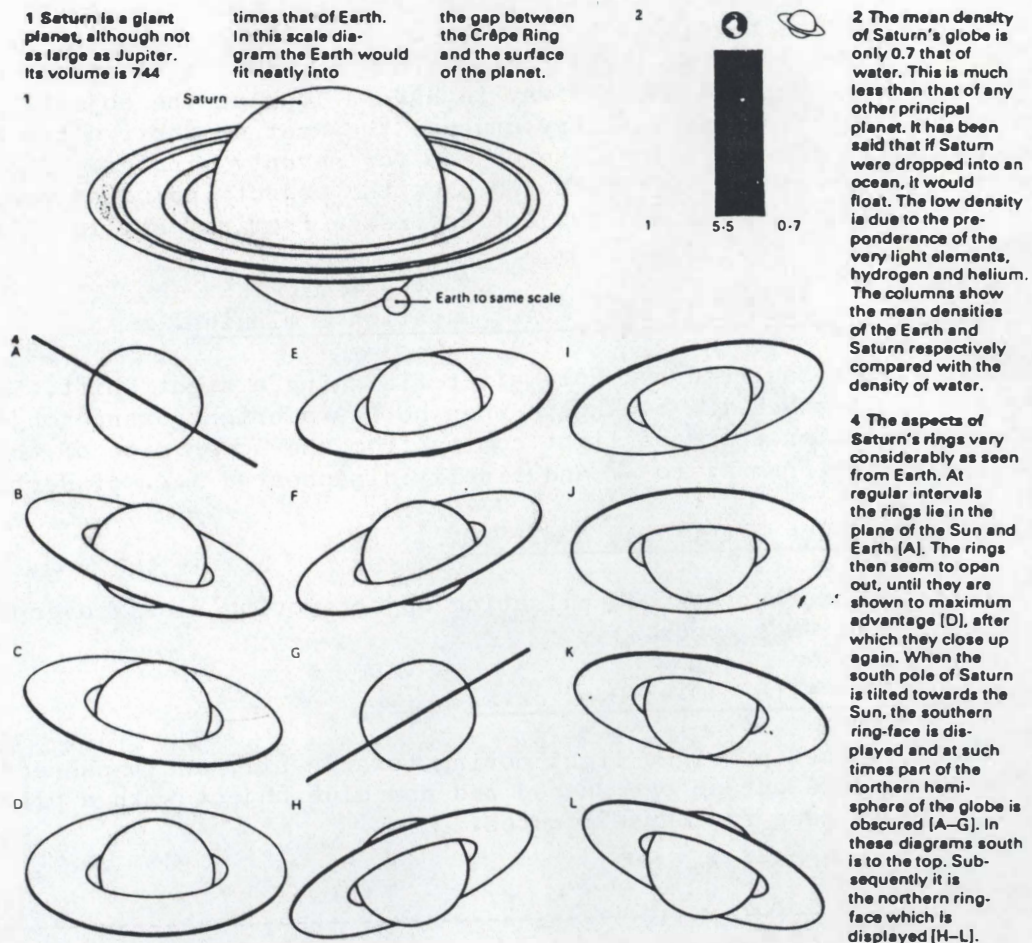 1 Saturn is a giant
planet, although not
as large as Jupiter.
Its volume is 744
times that of Earth.
In this scale dia-
gram the Earth would
fit neatly into
the gap between
the Crêpe Ring
and the surface
of the planet.
1
Saturn
Earth to same scale
2
1
5·5
0·7
2 The mean density
of Saturn's globe is
only 0.7 that of
water. This is much
less than that of any
other principal
planet. It has been
said that if Saturn
were dropped into an
ocean, it would
float. The low density
is due to the pre-
ponderance of the
very light elements,
hydrogen and helium.
The columns show
the mean densities
of the Earth and
Saturn respectively
compared with the
density of water.
4
A
B
C
D
E
F
G
H
I
J
K
L
4 The aspects of
Saturn's rings vary
considerably as seen
from Earth. At
regular intervals
the rings lie in the
plane of the Sun and
Earth [A]. The rings
then seem to open
out, until they are
shown to maximum
advantage [D], after
which they close up
again. When the
south pole of Saturn
is tilted towards the
Sun, the southern
ring-face is dis-
played and at such
times part of the
northern hemi-
sphere of the globe is
obscured [A–G]. In
these diagrams south
is to the top. Sub-
sequently it is
the northern ring-
face which is
displayed [H–L].